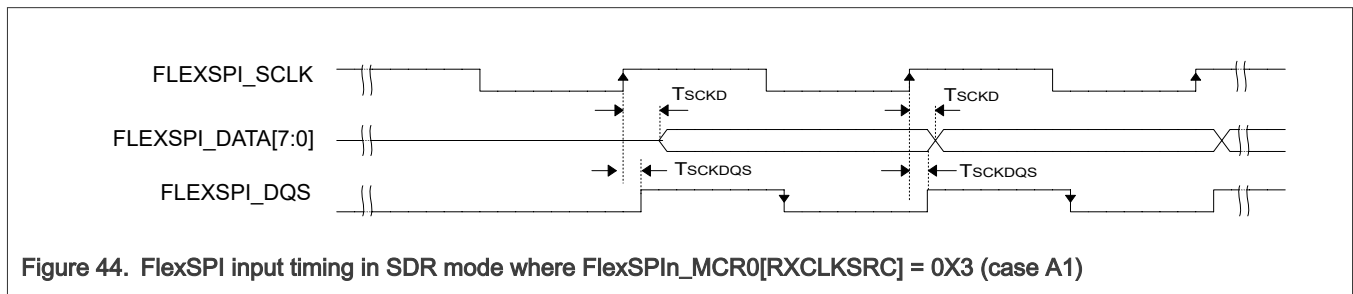 FLEXSPI_SCLK
TSCKD
TSCKD
FLEXSPI_DATA[7:0]
TSCKDQS
TSCKDQS
FLEXSPI_DQS
Figure 44. FlexSPI input timing in SDR mode where FlexSPIn_MCR0[RXCLKSRC] = 0X3 (case A1)